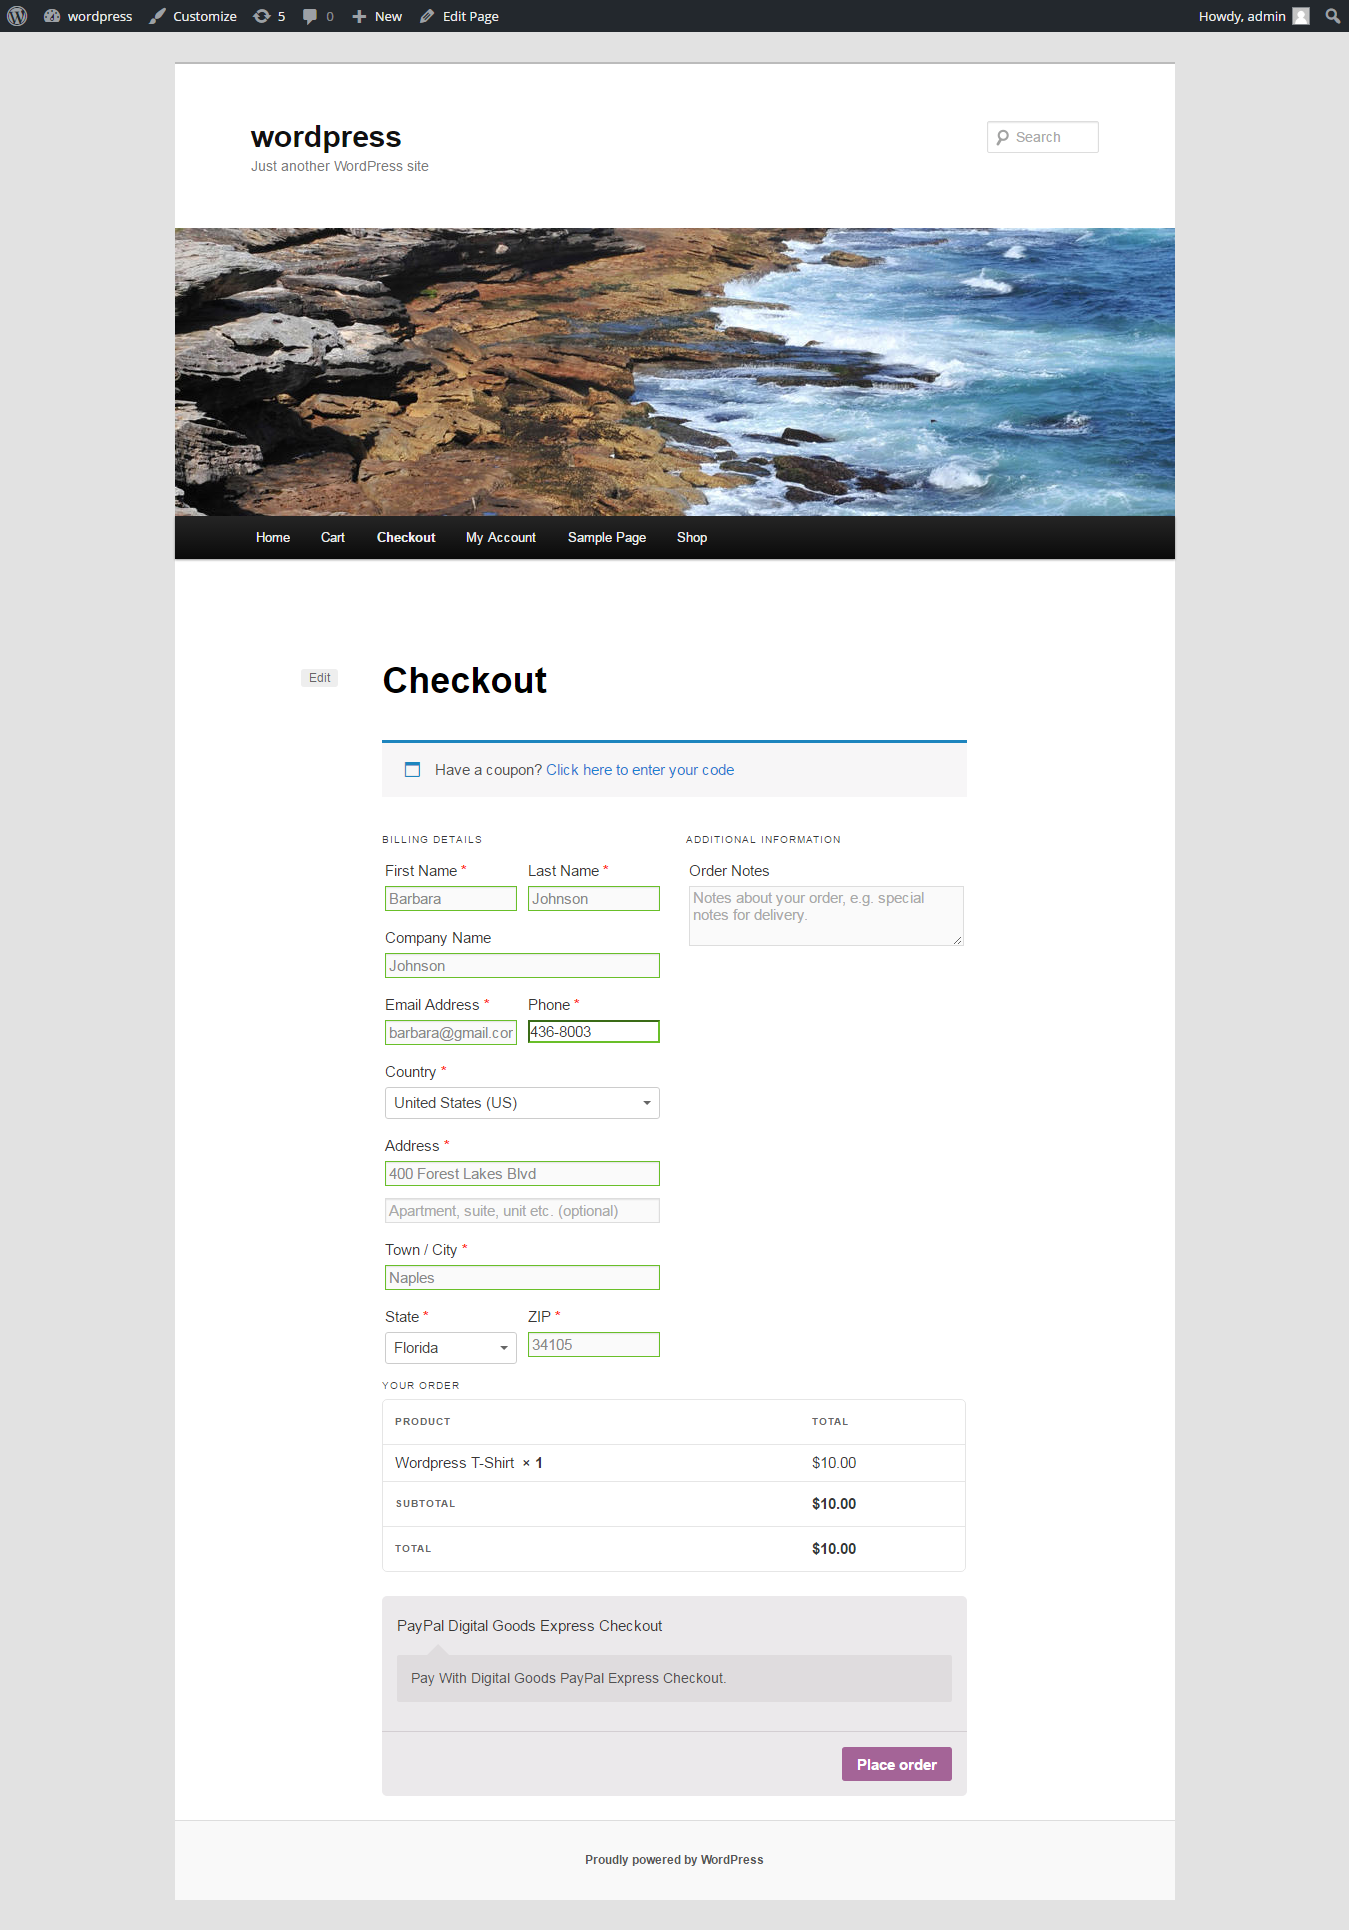 wordpress Customize 5 0 New Edit Page Howdy, admin
wordpress
Just another WordPress site
Search
Home Cart Checkout My Account Sample Page Shop
Edit
Checkout
Have a coupon? Click here to enter your code
BILLING DETAILS
ADDITIONAL INFORMATION
First Name * Last Name *
Order Notes
Barbara Johnson
Notes about your order, e.g. special
notes for delivery.
Company Name
Johnson
Email Address * Phone *
barbara@gmail.cor 436-8003
Country *
United States (US)
Address *
400 Forest Lakes Blvd
Apartment, suite, unit etc. (optional)
Town / City *
Naples
State * ZIP *
Florida 34105
YOUR ORDER
PRODUCT TOTAL
Wordpress T-Shirt × 1 $10.00
SUBTOTAL $10.00
TOTAL $10.00
PayPal Digital Goods Express Checkout
Pay With Digital Goods PayPal Express Checkout.
Place order
Proudly powered by WordPress